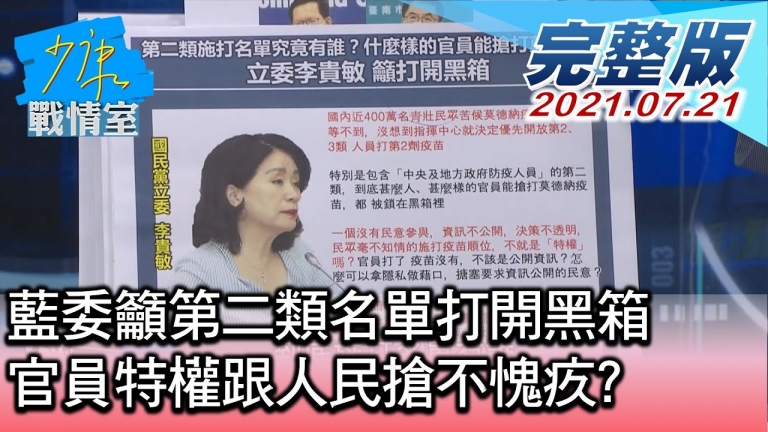 臺南市
少康
戰情室
完整版
2021.07.21
第二類施打名單究竟有誰？什麼樣的官員能搶打
立委李貴敏 籲打開黑箱
國內近400萬名青壯民眾苦候莫德納疫
等不到，沒想到指揮中心就決定優先開放第2、
3類 人員打第2劑疫苗
特別是包含「中央及地方政府防疫人員」的第二
類，到底甚麼人、甚麼樣的官員能搶打莫德納疫
苗，都 被鎖在黑箱裡
一個沒有民意參與，資訊不公開，決策不透明，
民眾毫不知情的施打疫苗順位，不就是「特權」
嗎？官員打了 疫苗沒有，不該是公開資訊？怎
麼可以拿隱私做藉口，搪塞要求資訊公開的民意？
國民黨立委 李貴敏
003
藍委籲第二類名單打開黑箱
官員特權跟人民搶不愧疚?